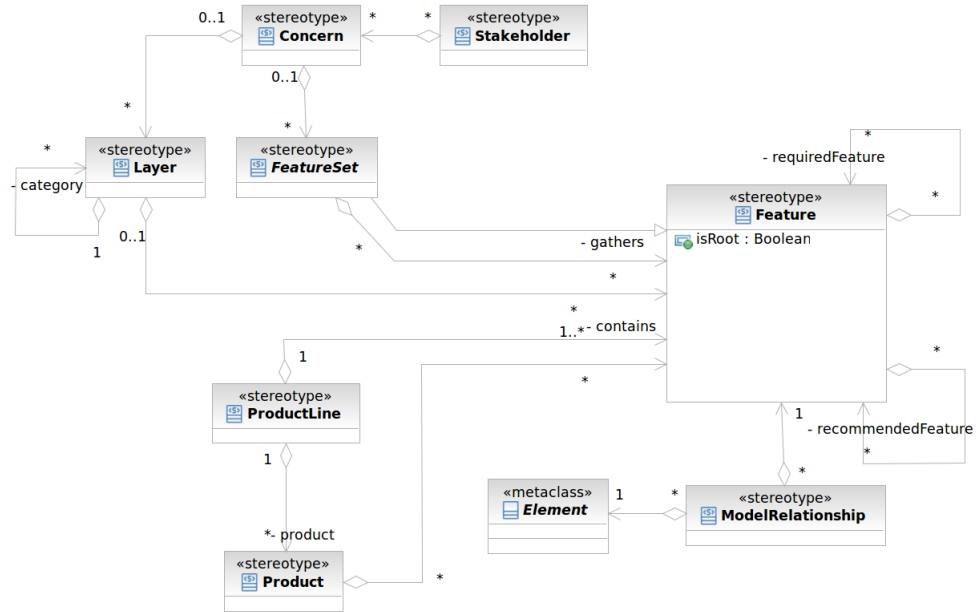 0..1
«stereotype»
Concern
*
*
«stereotype»
Stakeholder
0..1
*
*
*
«stereotype»
Layer
- category
1
0..1
«stereotype»
FeatureSet
*
- gathers
*
*
- requiredFeature
*
«stereotype»
Feature
isRoot : Boolean
*
1..*
- contains
1
*
«stereotype»
ProductLine
1
*
1
- recommendedFeature
*
*
«metaclass»
Element
1
*
«stereotype»
ModelRelationship
*- product
«stereotype»
Product
*